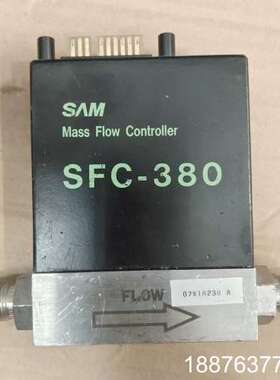 SAM
Mass Flow Controller
SFC-380
FLOW
18876377